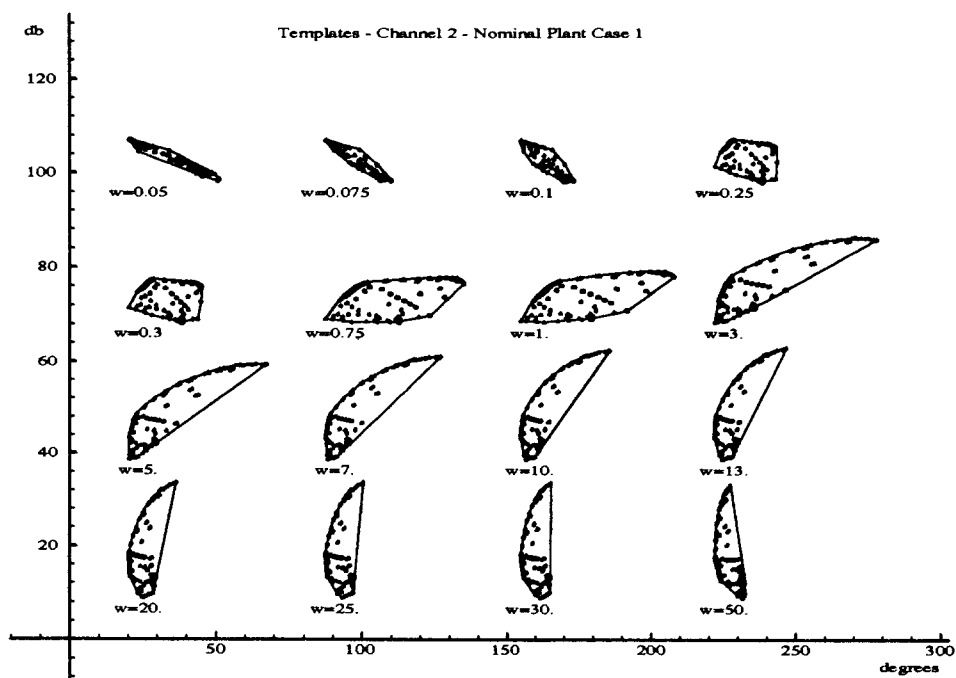 db
Templates - Channel 2 - Nominal Plant Case 1
120
100
w=0.05 w=0.075 w=0.1 w=0.25
80
w=0.3 w=0.75 w=1. w=3.
60
40
w=5. w=7. w=10. w=13.
20
w=20. w=25. w=30. w=50.
50 100 150 200 250 300
degrees